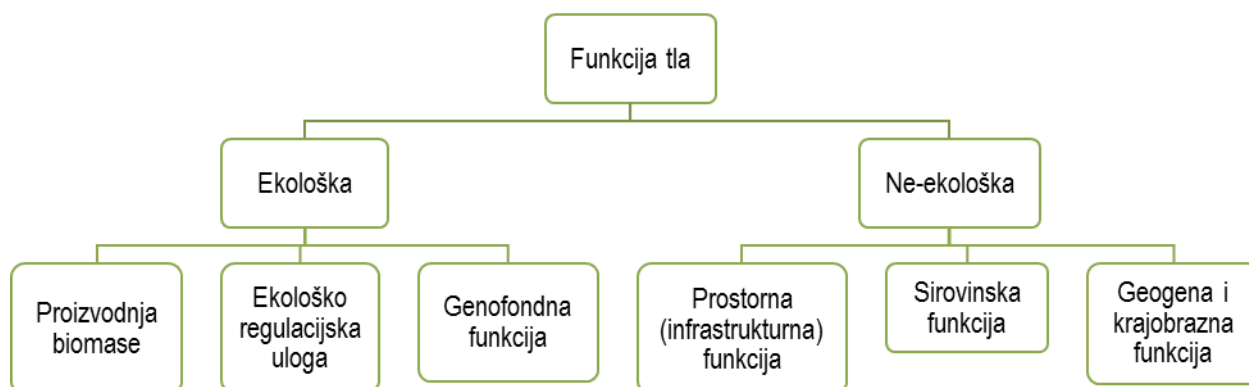 Funkcija tla
Ekološka
Ne-ekološka
Proizvodnja
biomase
Ekološko
regulacijska
uloga
Genofondna
funkcija
Prostorna
(infrastrukturna)
funkcija
Sirovinska
funkcija
Geogena i
krajobrazna
funkcija